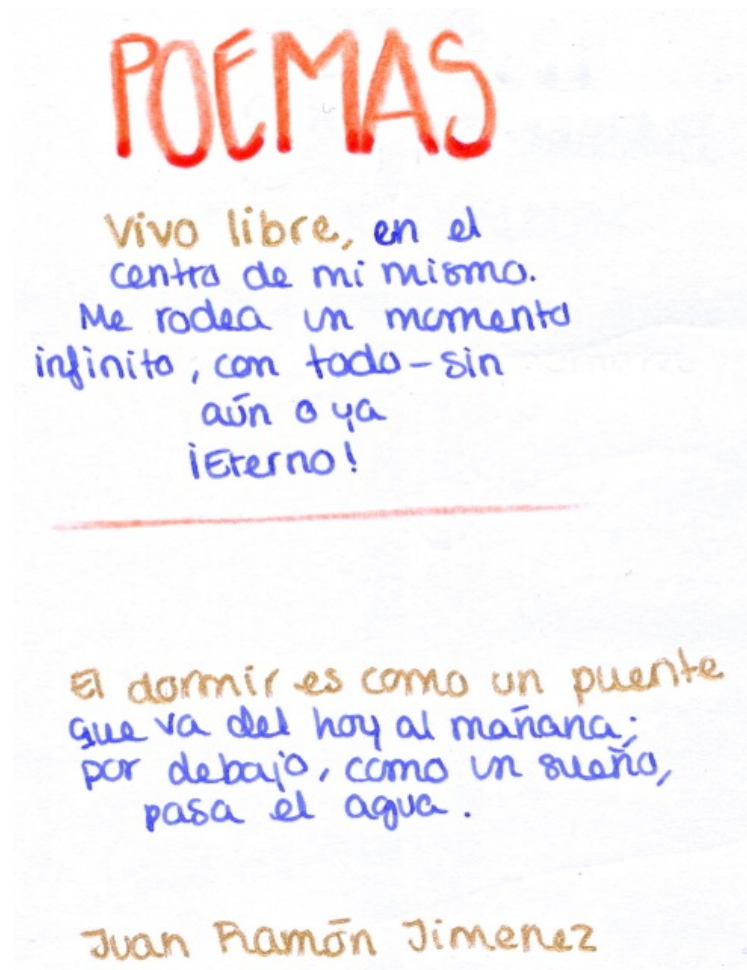 POEMAS
Vivo libre, en el
centro de mi mismo.
Me rodea un momento
infinito, con todo-sin
aún o ya
¡Eterno!
El dormir es como un puente
que va del hoy al mañana;
por debajo, como un sueño,
pasa el agua.
Juan Ramón Jimenez